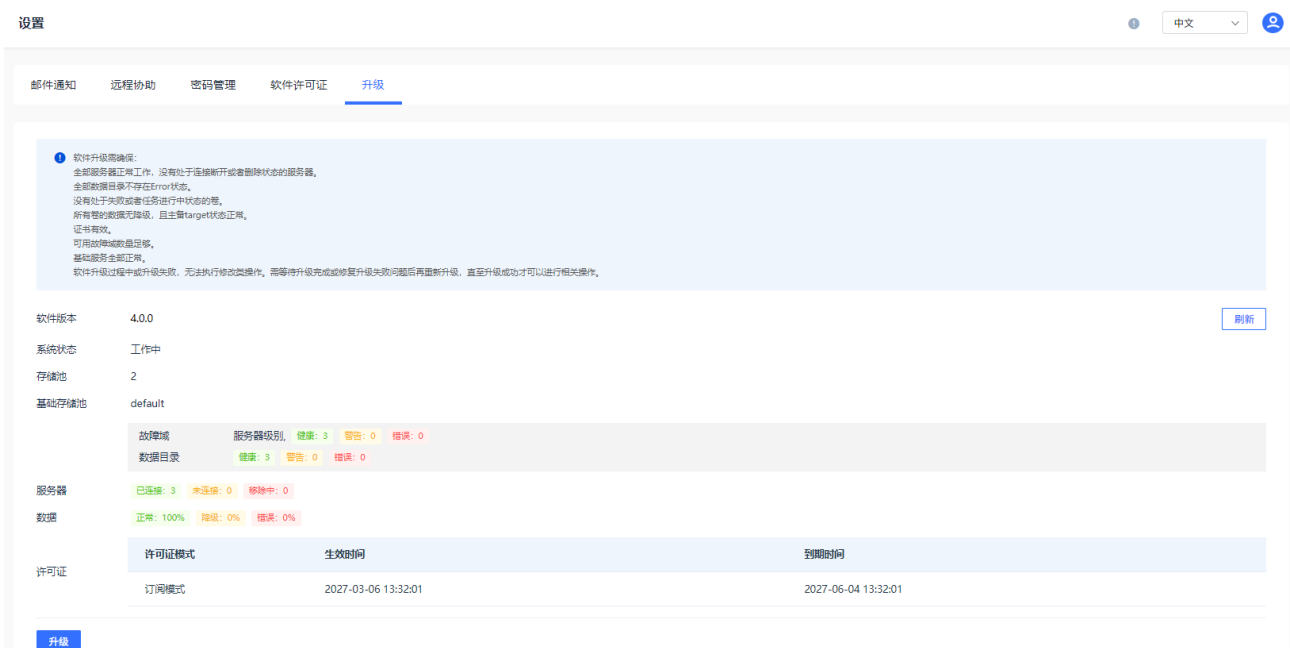 设置
中文
邮件通知 远程协助 密码管理 软件许可证 升级
软件升级需确保：
全部服务器正常工作，没有处于连接断开或者删除状态的服务器。
全部数据目录不存在Error状态。
没有处于失败或者任务进行中状态的卷。
所有卷的数据无降级，且主备target状态正常。
证书有效。
可用故障域数量足够。
基础服务全部正常。
软件升级过程中或升级失败，无法执行修改类操作。需等待升级完成或修复升级失败问题后再重新升级，直至升级成功才可以进行相关操作。
软件版本 4.0.0 刷新
系统状态 工作中
存储池 2
基础存储池 default
故障域 服务器级别, 健康：3 警告：0 错误：0
数据目录 健康：3 警告：0 错误：0
服务器 已连接：3 未连接：0 移除中：0
数据 正常：100% 降级：0% 错误：0%
许可证模式 生效时间 到期时间
许可证
订阅模式 2027-03-06 13:32:01 2027-06-04 13:32:01
升级